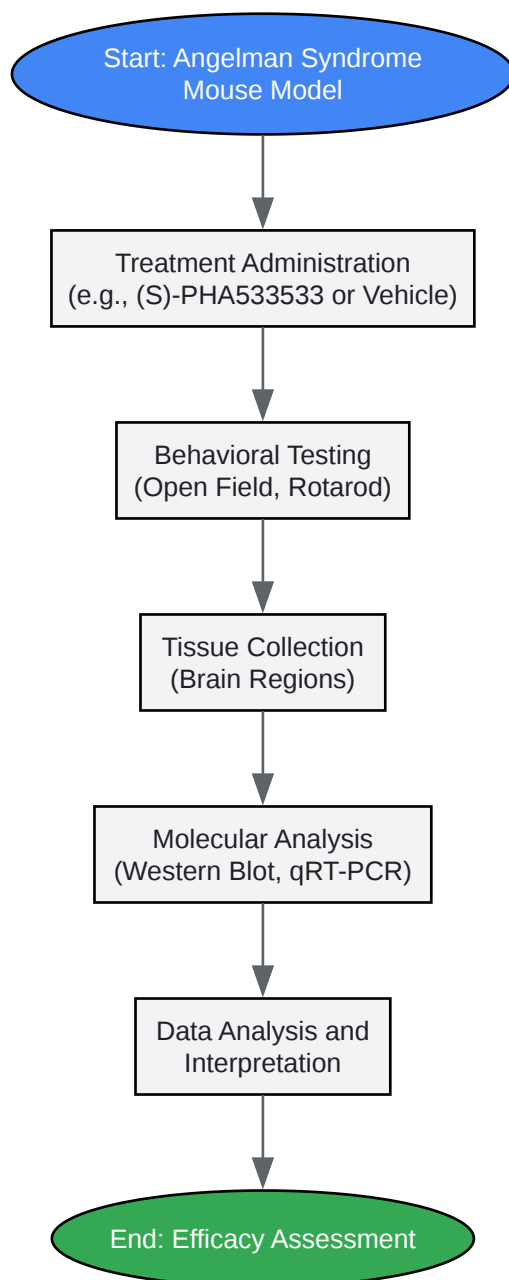 Start: Angelman Syndrome
Mouse Model
Treatment Administration
(e.g., (S)-PHA533533 or Vehicle)
Behavioral Testing
(Open Field, Rotarod)
Tissue Collection
(Brain Regions)
Molecular Analysis
(Western Blot, qRT-PCR)
Data Analysis and
Interpretation
End: Efficacy Assessment